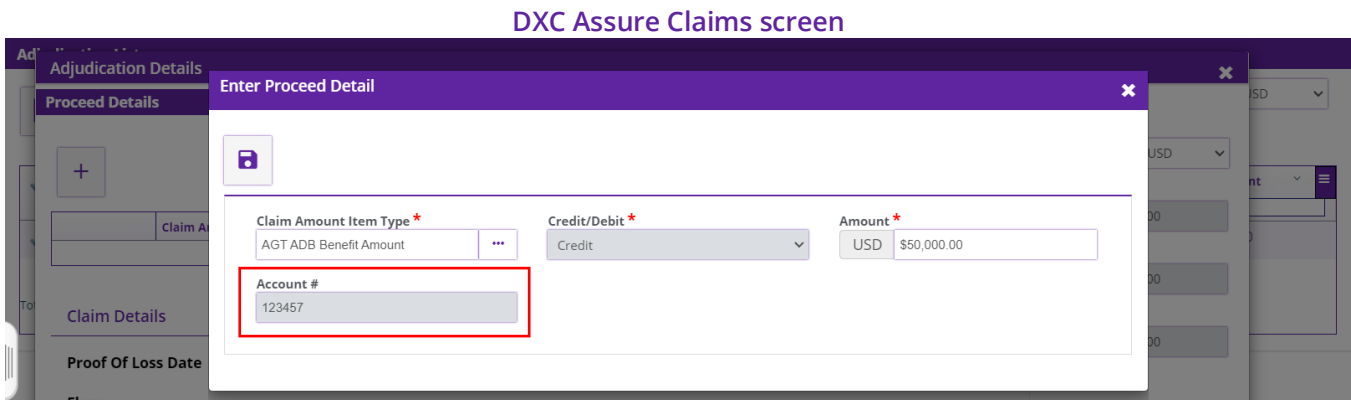 DXC Assure Claims screen
Adjudication Details
Proceed Details
Enter Proceed Detail
USD
USD
Claim Amount Item Type *
Credit/Debit *
Amount *
AGT ADB Benefit Amount
Credit
USD $50,000.00
Account #
123457
Claim Details
Proof Of Loss Date